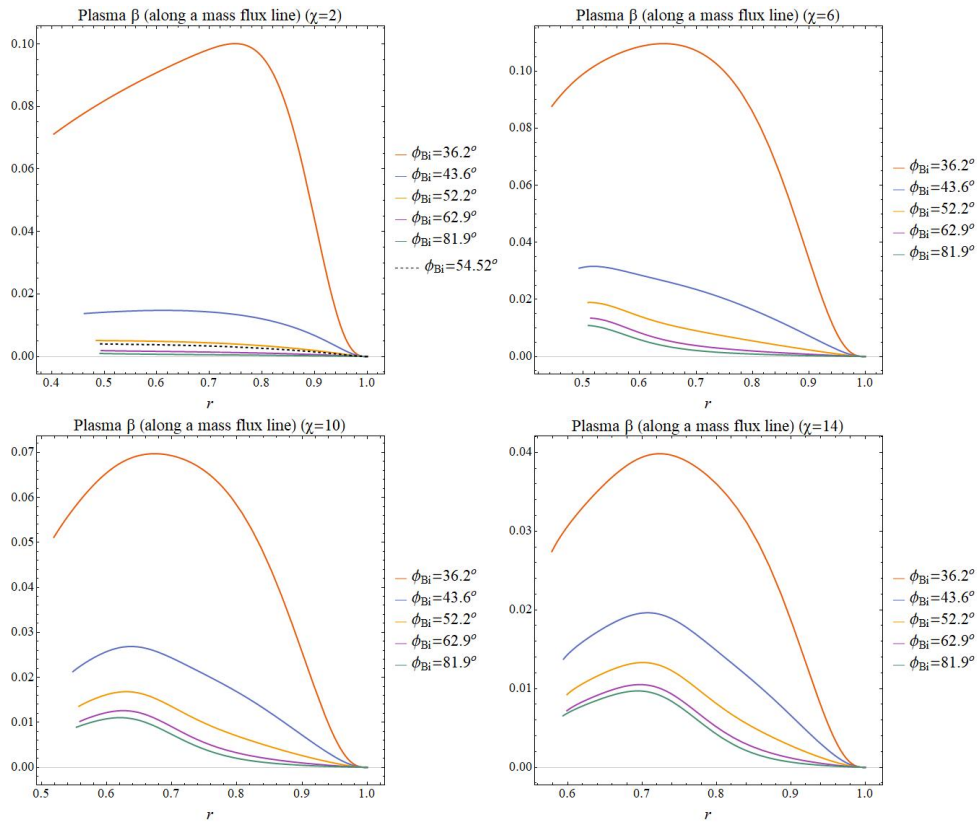 Plasma β (along a mass flux line) (χ=2)
0.10
0.08
0.06
0.04
0.02
0.00
0.4 0.5 0.6 0.7 0.8 0.9 1.0
r
ϕBi=36.2°
ϕBi=43.6°
ϕBi=52.2°
ϕBi=62.9°
ϕBi=81.9°
ϕBi=54.52°
Plasma β (along a mass flux line) (χ=6)
0.10
0.08
0.06
0.04
0.02
0.00
0.5 0.6 0.7 0.8 0.9 1.0
r
ϕBi=36.2°
ϕBi=43.6°
ϕBi=52.2°
ϕBi=62.9°
ϕBi=81.9°
Plasma β (along a mass flux line) (χ=10)
0.07
0.06
0.05
0.04
0.03
0.02
0.01
0.00
0.5 0.6 0.7 0.8 0.9 1.0
r
ϕBi=36.2°
ϕBi=43.6°
ϕBi=52.2°
ϕBi=62.9°
ϕBi=81.9°
Plasma β (along a mass flux line) (χ=14)
0.04
0.03
0.02
0.01
0.00
0.6 0.7 0.8 0.9 1.0
r
ϕBi=36.2°
ϕBi=43.6°
ϕBi=52.2°
ϕBi=62.9°
ϕBi=81.9°